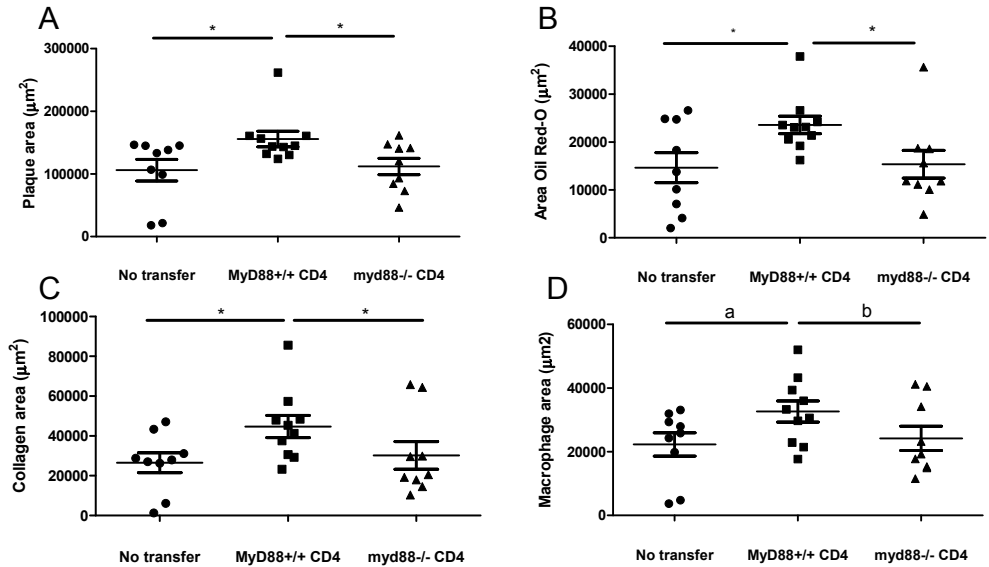 A
Plaque area (μm²)
300000
200000
100000
0
* *
No transfer MyD88+/+ CD4 myd88-/- CD4
B
Area Oil Red-O (μm²)
40000
30000
20000
10000
0
* *
No transfer MyD88+/+ CD4 myd88-/- CD4
C
Collagen area (μm²)
100000
80000
60000
40000
20000
0
* *
No transfer MyD88+/+ CD4 myd88-/- CD4
D
Macrophage area (μm2)
60000
40000
20000
0
a b
No transfer MyD88+/+ CD4 myd88-/- CD4